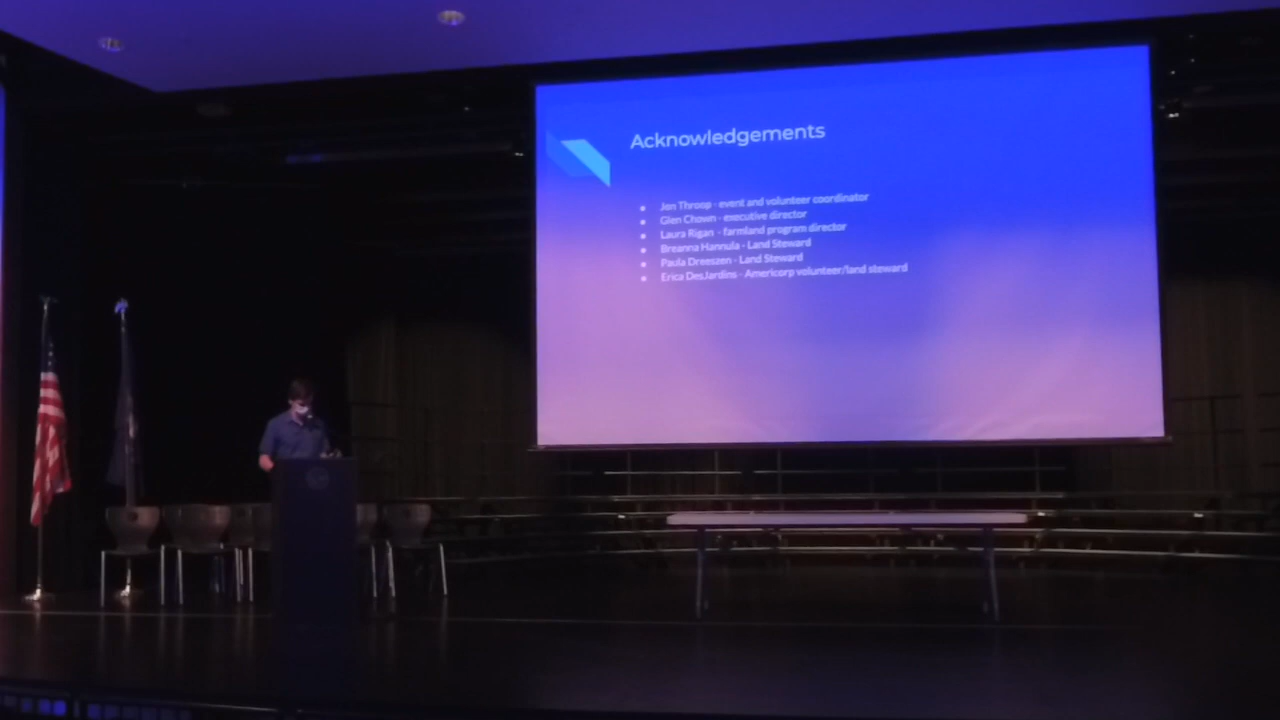 Acknowledgements
Jon Throop - event and volunteer coordinator
Glen Chown - executive director
Laura Rigan - farmland program director
Breanna Hannula - Land Steward
Paula Dreeszen - Land Steward
Erica DesJardins - Americorp volunteer/land steward